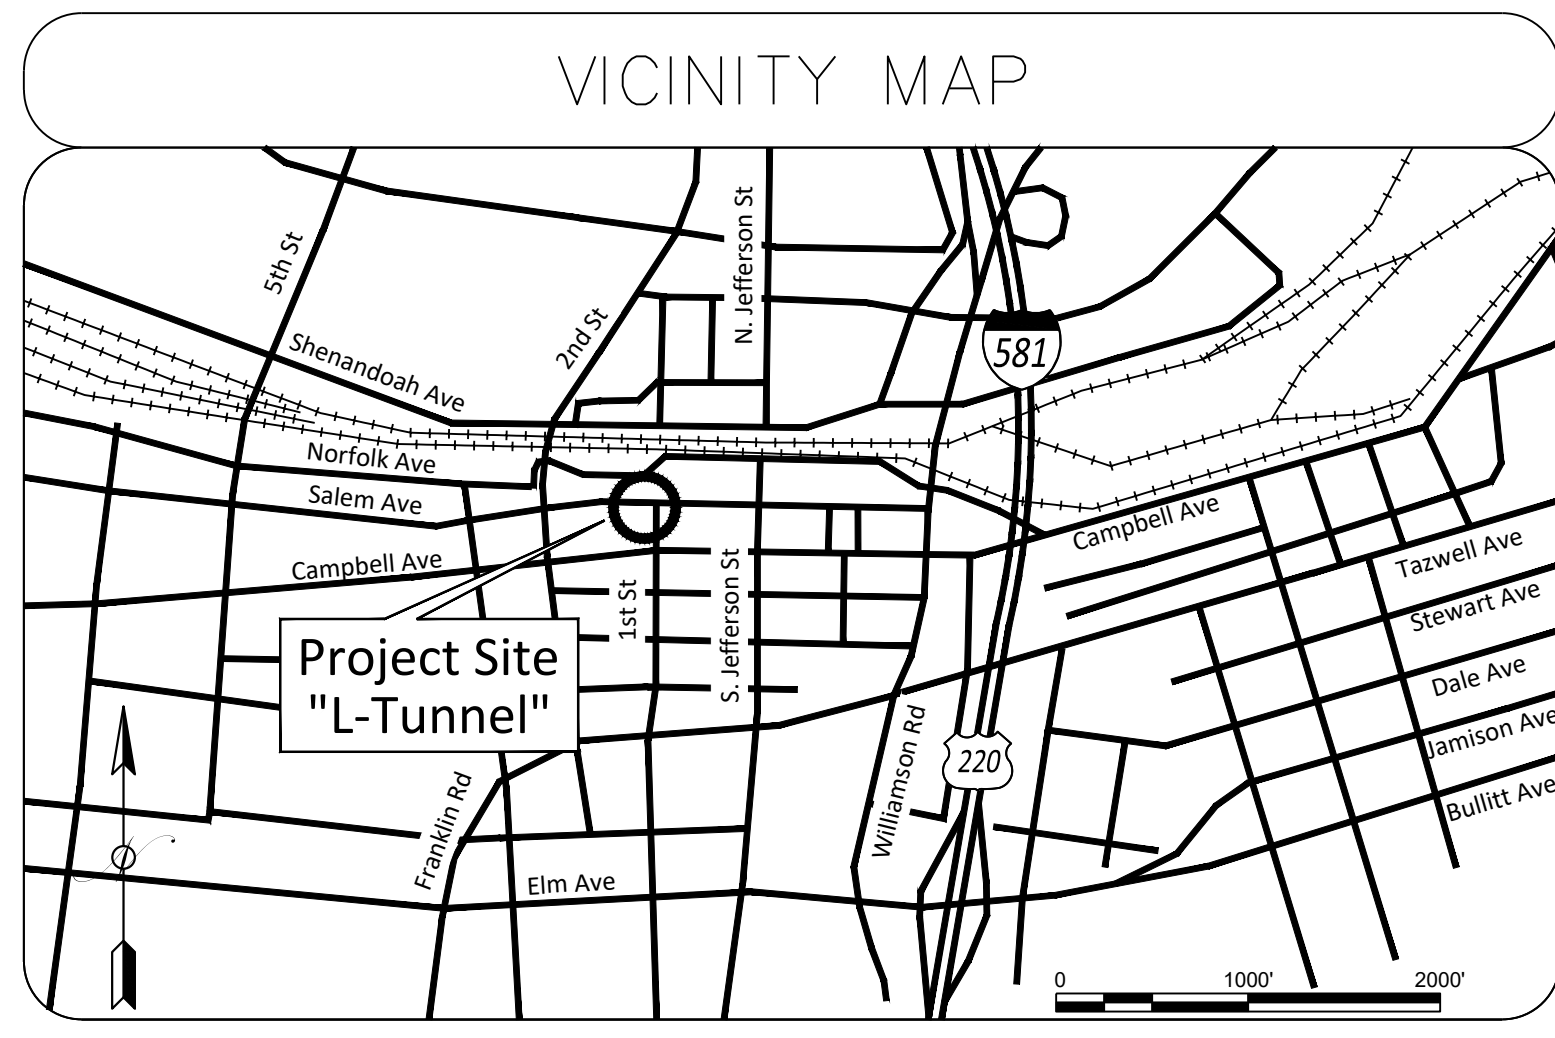 VICINITY MAP
N. Jefferson St
5th St
2nd St
Shenandoah Ave
581
Norfolk Ave
Salem Ave
Campbell Ave
Campbell Ave
Tazwell Ave
Stewart Ave
1st St
S. Jefferson St
Project Site
"L-Tunnel"
Dale Ave
Jamison Ave
Williamson Rd
220
Bullitt Ave
Franklin Rd
Elm Ave
0 1000' 2000'